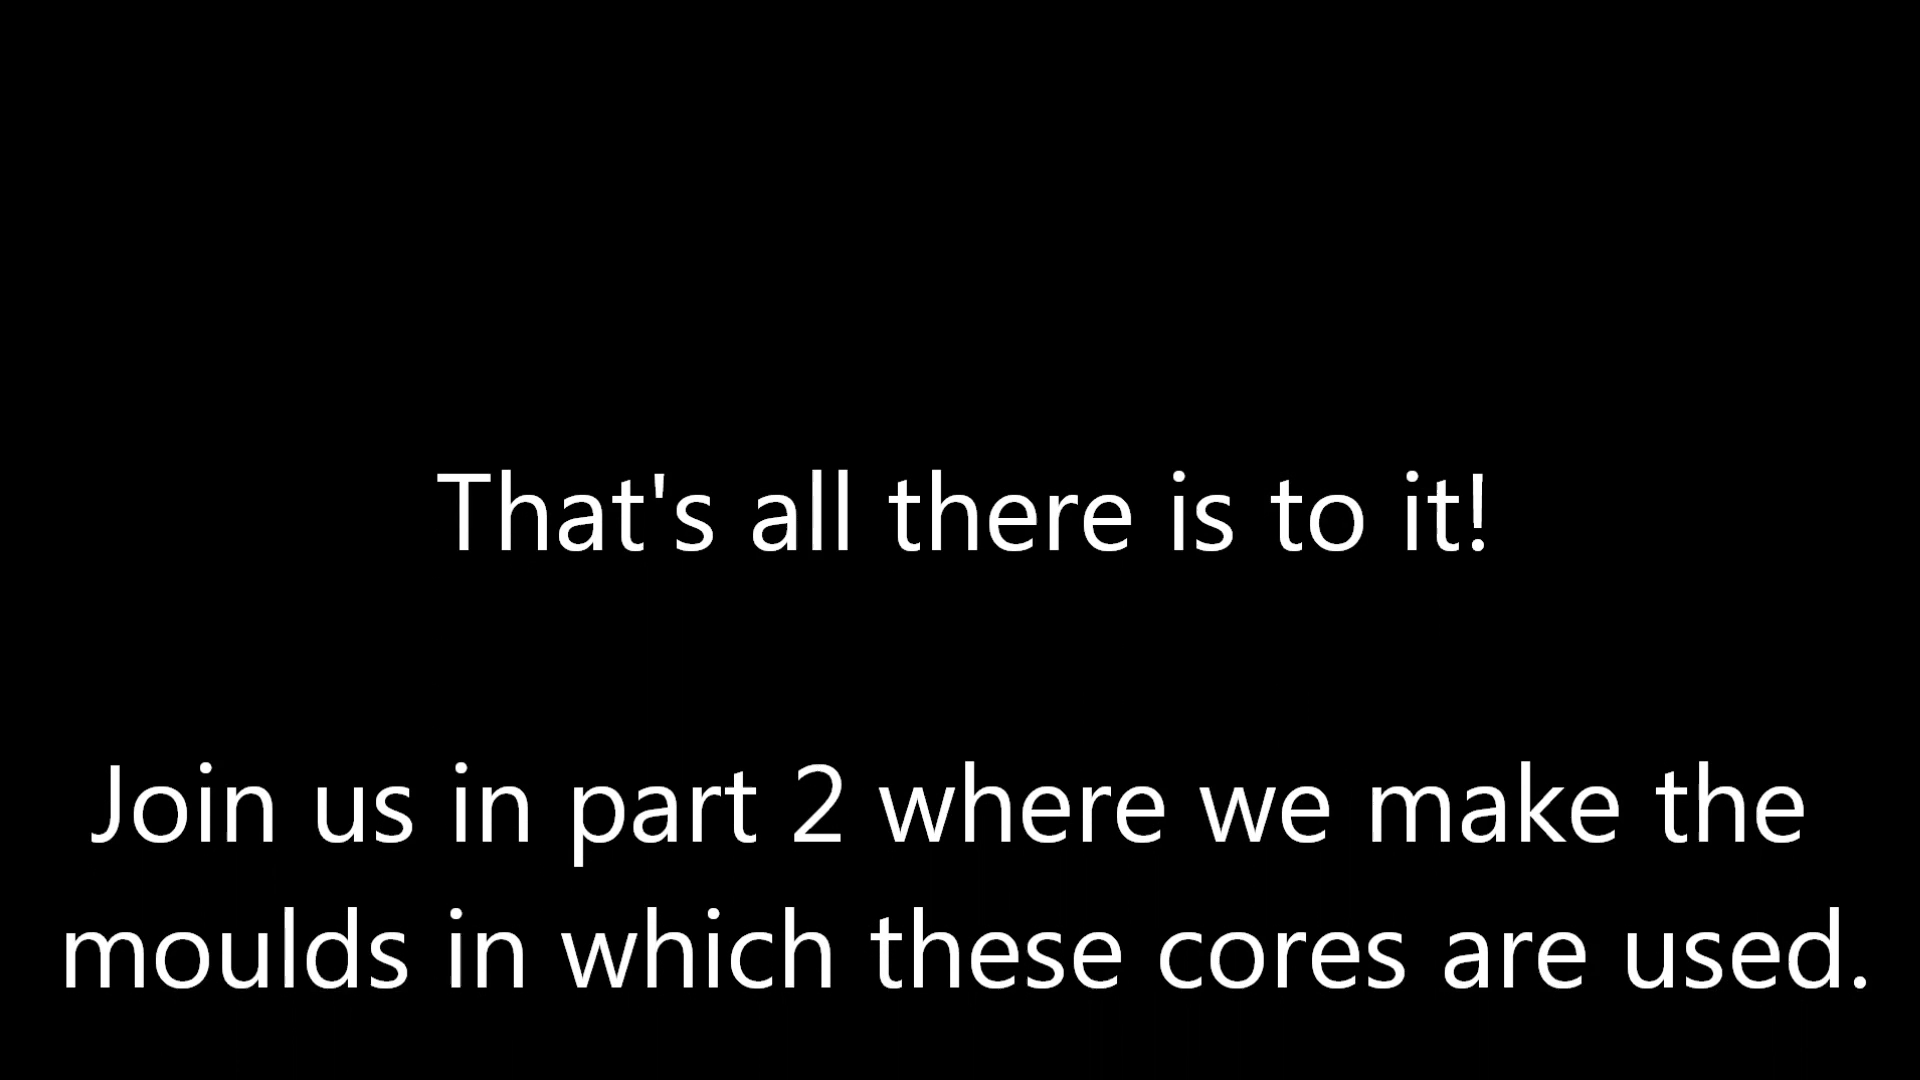 That's all there is to it!
Join us in part 2 where we make the
moulds in which these cores are used.